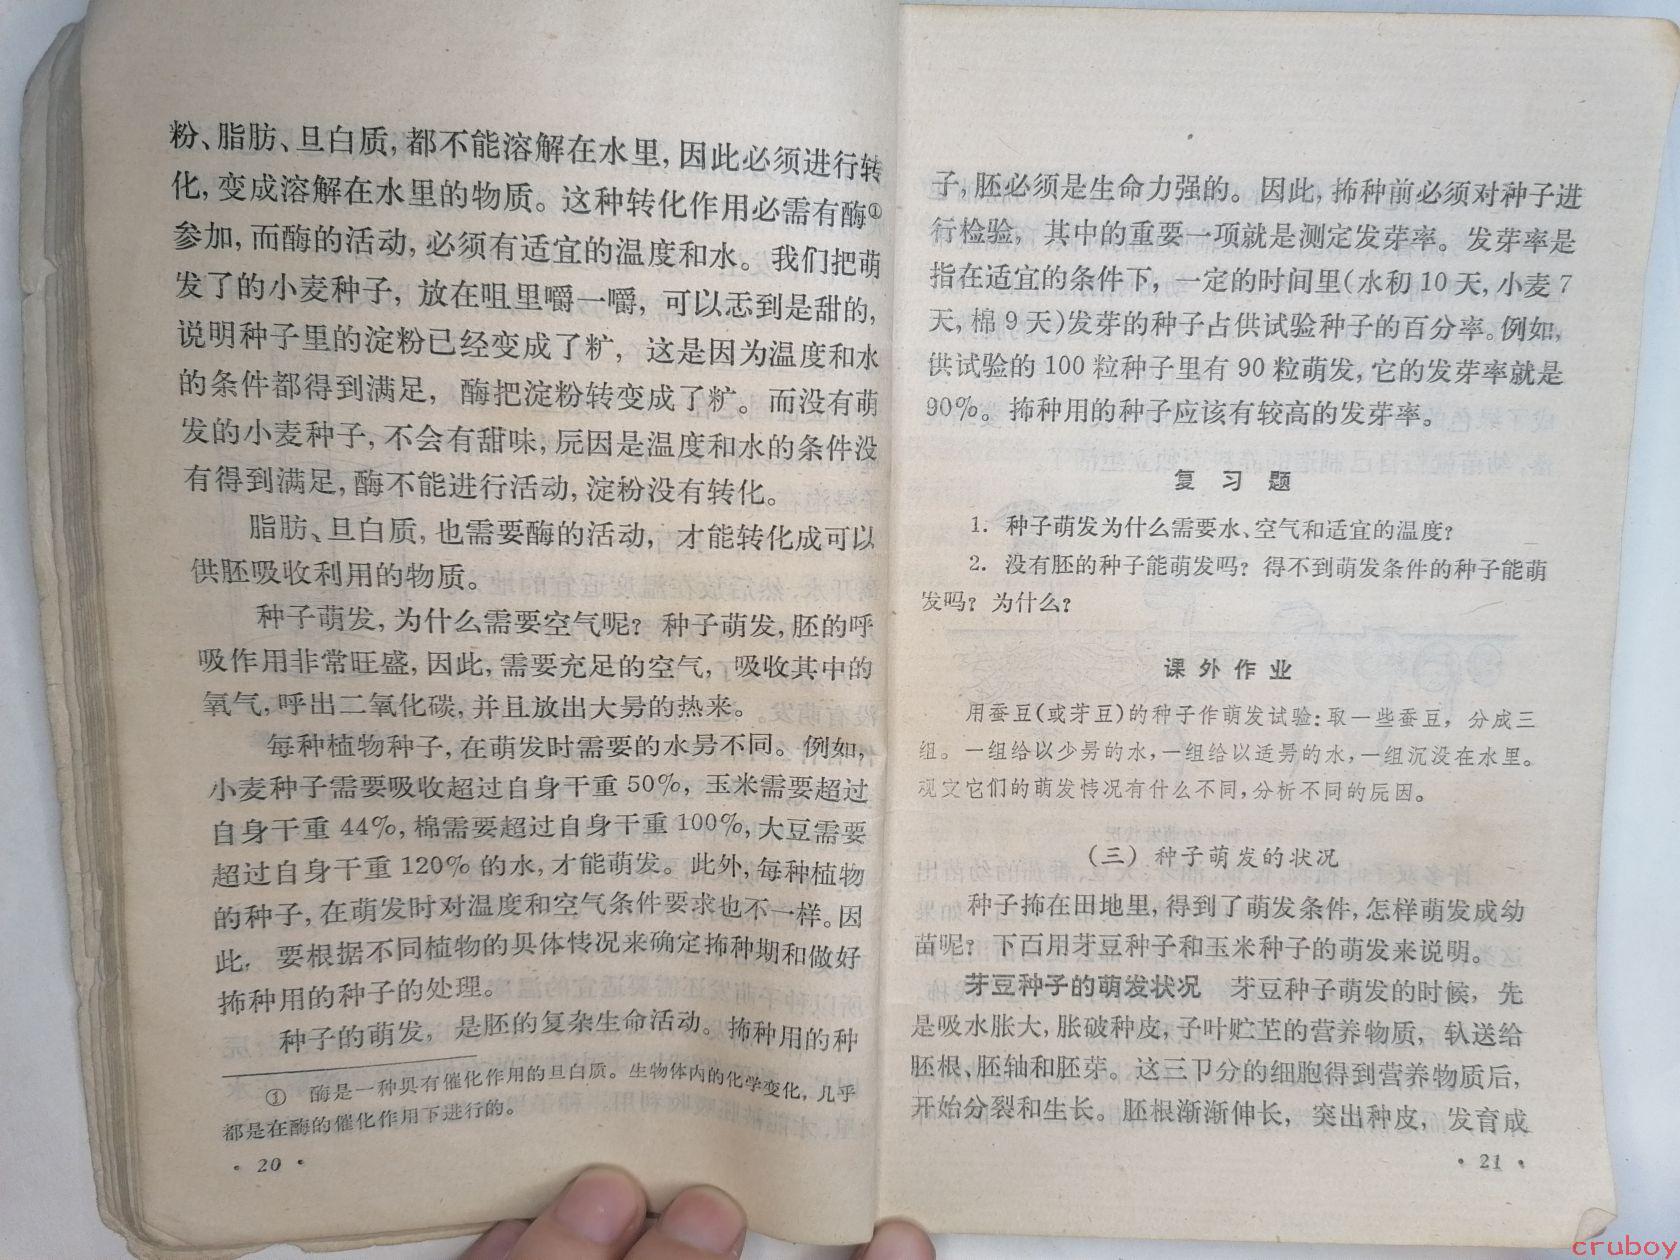 粉、脂肪、旦白质，都不能溶解在水里，因此必须进行转
化，变成溶解在水里的物质。这种转化作用必需有酶①
参加，而酶的活动，必须有适宜的温度和水。我们把萌
发了的小麦种子，放在咀里嚼一嚼，可以感到是甜的，
说明种子里的淀粉已经变成了糖，这是因为温度和水
的条件都得到满足，酶把淀粉转变成了糖。而没有萌
发的小麦种子，不会有甜味，原因是温度和水的条件没
有得到满足，酶不能进行活动，淀粉没有转化。
脂肪、旦白质，也需要酶的活动，才能转化成可以
供胚吸收利用的物质。
种子萌发，为什么需要空气呢？种子萌发，胚的呼
吸作用非常旺盛，因此，需要充足的空气，吸收其中的
氧气，呼出二氧化碳，并且放出大量的热来。
每种植物种子，在萌发时需要的水量不同。例如，
小麦种子需要吸收超过自身干重 50%，玉米需要超过
自身干重 44%，棉需要超过自身干重 100%，大豆需要
超过自身干重 120% 的水，才能萌发。此外，每种植物
的种子，在萌发时对温度和空气条件要求也不一样。因
此，要根据不同植物的具体情况来确定抪种期和做好
抪种用的种子的处理。
种子的萌发，是胚的复杂生命活动。抪种用的种
① 酶是一种具有催化作用的旦白质。生物体内的化学变化，几乎
都是在酶的催化作用下进行的。
· 20 ·
子，胚必须是生命力强的。因此，抪种前必须对种子进
行检验，其中的重要一项就是测定发芽率。发芽率是
指在适宜的条件下，一定的时间里（水稻 10 天，小麦 7
天，棉 9 天）发芽的种子占供试验种子的百分率。例如，
供试验的 100 粒种子里有 90 粒萌发，它的发芽率就是
90%。抪种用的种子应该有较高的发芽率。
复习题
1. 种子萌发为什么需要水、空气和适宜的温度？
2. 没有胚的种子能萌发吗？得不到萌发条件的种子能萌
发吗？为什么？
课外作业
用蚕豆（或菜豆）的种子作萌发试验：取一些蚕豆，分成三
组。一组给以少量的水，一组给以适量的水，一组沉没在水里。
观察它们的萌发情况有什么不同，分析不同的原因。
（三）种子萌发的状况
种子抪在田地里，得到了萌发条件，怎样萌发成幼
苗呢？下面用菜豆种子和玉米种子的萌发来说明。
菜豆种子的萌发状况 菜豆种子萌发的时候，先
是吸水胀大，胀破种皮，子叶贮藏的营养物质，输送给
胚根、胚轴和胚芽。这三卩分的细胞得到营养物质后，
开始分裂和生长。胚根渐渐伸长，突出种皮，发育成
· 21 ·
cruboy